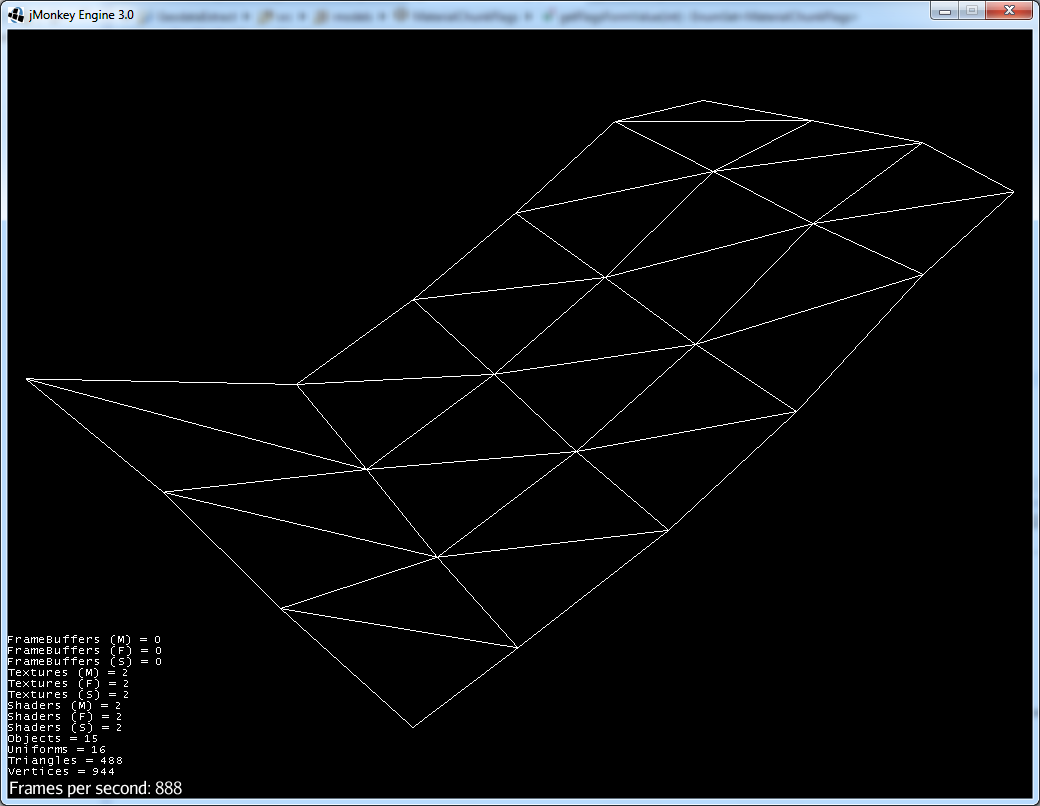 jMonkey Engine 3.0
FrameBuffers (M) = 0
FrameBuffers (F) = 0
FrameBuffers (S) = 0
Textures (M) = 2
Textures (F) = 2
Textures (S) = 2
Shaders (M) = 2
Shaders (F) = 2
Shaders (S) = 2
Objects = 15
Uniforms = 16
Triangles = 488
Vertices = 944
Frames per second: 888